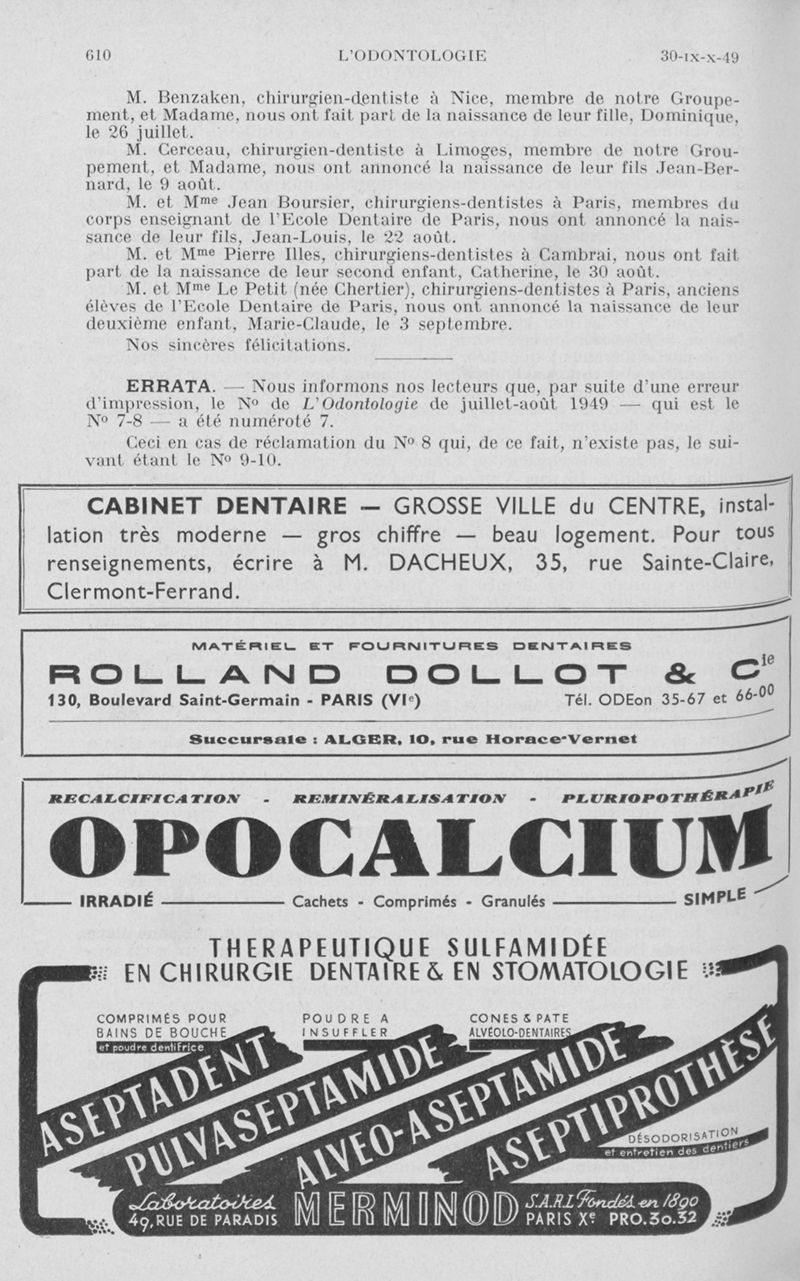 610 L'ODONTOLOGIE 30-IX-X-49
M. Benzaken, chirurgien-dentiste à Nice, membre de notre Groupe-
ment, et Madame, nous ont fait part de la naissance de leur fille, Dominique,
le 26 juillet.
M. Cerceau, chirurgien-dentiste à Limoges, membre de notre Grou-
pement, et Madame, nous ont annoncé la naissance de leur fils Jean-Ber-
nard, le 9 août.
M. et Mme Jean Boursier, chirurgiens-dentistes à Paris, membres du
corps enseignant de l'Ecole Dentaire de Paris, nous ont annoncé la nais-
sance de leur fils, Jean-Louis, le 22 août.
M. et Mme Pierre Illes, chirurgiens-dentistes à Cambrai, nous ont fait
part de la naissance de leur second enfant, Catherine, le 30 août.
M. et Mme Le Petit (née Chertier), chirurgiens-dentistes à Paris, anciens
élèves de l'Ecole Dentaire de Paris, nous ont annoncé la naissance de leur
deuxième enfant, Marie-Claude, le 3 septembre.
Nos sincères félicitations.
ERRATA. — Nous informons nos lecteurs que, par suite d'une erreur
d'impression, le No de L'Odontologie de juillet-août 1949 — qui est le
No 7-8 — a été numéroté 7.
Ceci en cas de réclamation du No 8 qui, de ce fait, n'existe pas, le sui-
vant étant le No 9-10.
CABINET DENTAIRE — GROSSE VILLE du CENTRE, instal-
lation très moderne — gros chiffre — beau logement. Pour tous
renseignements, écrire à M. DACHEUX, 35, rue Sainte-Claire,
Clermont-Ferrand.
MATÉRIEL ET FOURNITURES DENTAIRES
ROLLAND DOLLOT & Cie
130, Boulevard Saint-Germain - PARIS (VIe) Tél. ODEon 35-67 et 66-00
Succursale : ALGER, 10, rue Horace-Vernet
RECALCIFICATION - REMINÉRALISATION - PLURIOPOTHÉRAPIE
OPOCALCIUM
IRRADIÉ Cachets - Comprimés - Granulés SIMPLE
THERAPEUTIQUE SULFAMIDÉE
EN CHIRURGIE DENTAIRE & EN STOMATOLOGIE
COMPRIMÉS POUR
BAINS DE BOUCHE
et poudre dentifrice
ASEPTADENT
POUDRE A
INSUFFLER
PULVASEPTAMIDE
CONES & PATE
ALVÉOLO-DENTAIRES
ALVEO-ASEPTAMIDE
ASEPTIPROTHÈSE
DÉSODORISATION
et entretien des dentiers
Laboratoires MERMINOD S.A.R.L Fondés en 1890
49, RUE DE PARADIS PARIS Xe PRO.30.32